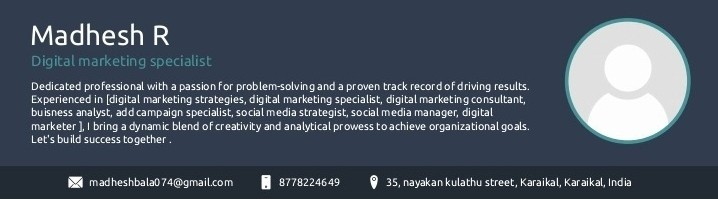 Madhesh R
Digital marketing specialist
Dedicated professional with a passion for problem-solving and a proven track record of driving results.
Experienced in [digital marketing strategies, digital marketing specialist, digital marketing consultant,
buisness analyst, add campaign specialist, social media strategist, social media manager, digital
marketer ], I bring a dynamic blend of creativity and analytical prowess to achieve organizational goals.
Let's build success together .
madheshbala074@gmail.com 8778224649 35, nayakan kulathu street, Karaikal, Karaikal, India